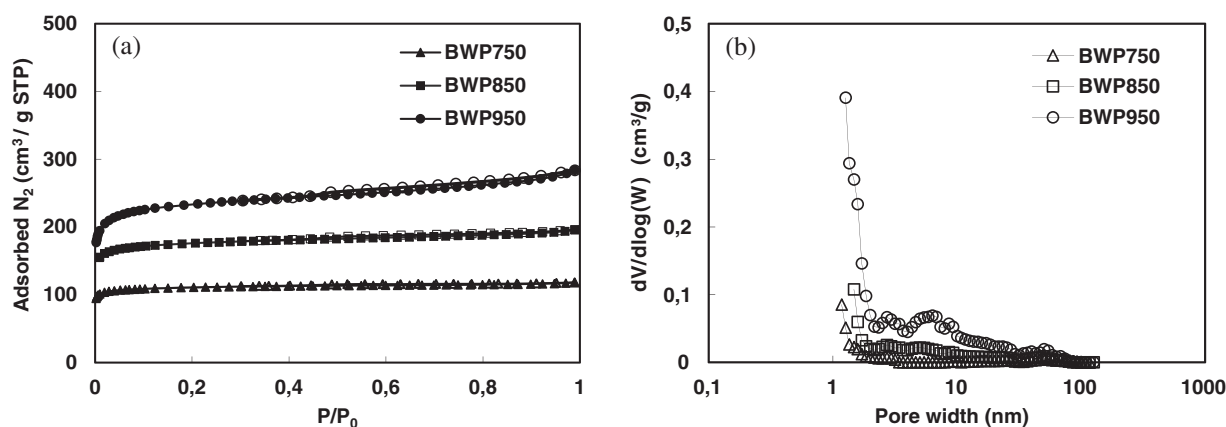 (a)
BWP750
BWP850
BWP950
Adsorbed N₂ (cm³/ g STP)
500
400
300
200
100
0
0 0,2 0,4 0,6 0,8 1
P/P₀
(b)
BWP750
BWP850
BWP950
dV/dlog(W) (cm³/g)
0,5
0,4
0,3
0,2
0,1
0
0,1 1 10 100 1000
Pore width (nm)